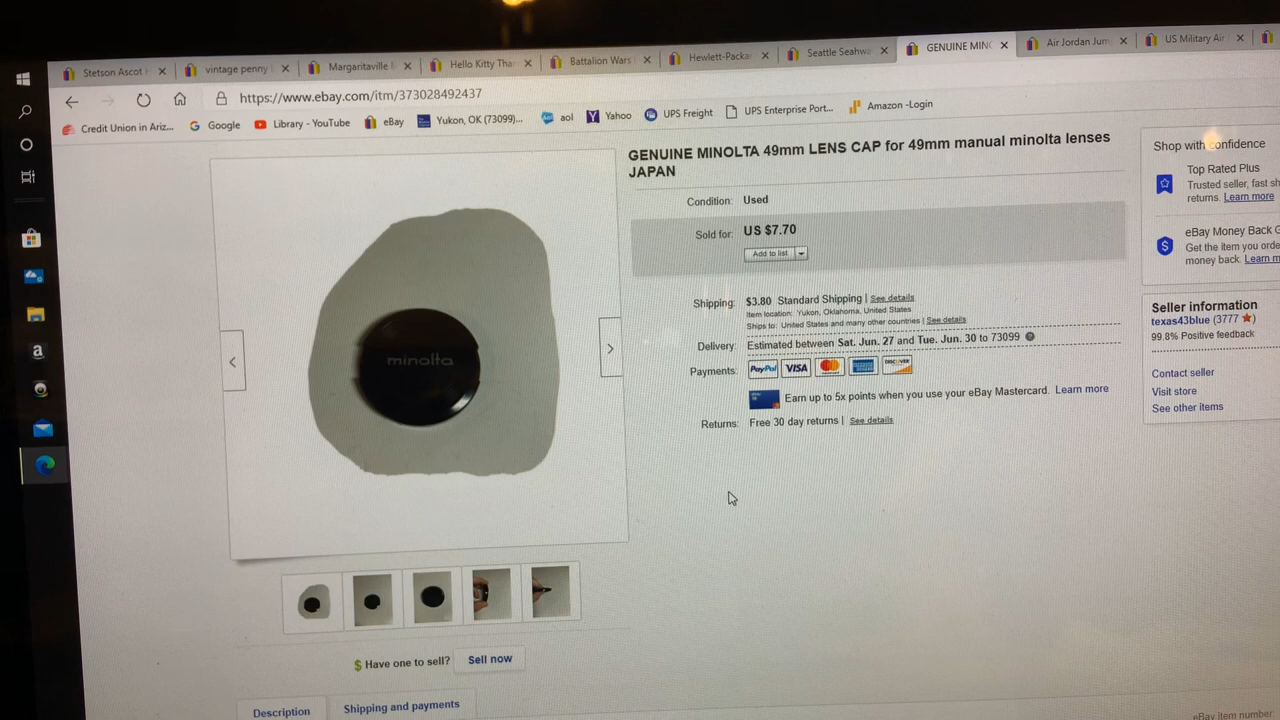 Stetson Ascot
vintage penny
Margaritaville
Hello Kitty
Battalion Wars
Hewlett-Packa
Seattle Seahw
GENUINE MIN
Air Jordan Jum
US Military Air
https://www.ebay.com/itm/373028492437
Credit Union in Ariz...
Google
Library - YouTube
eBay
Yukon, OK (73099)...
aol
Yahoo
UPS Freight
UPS Enterprise Port...
Amazon -Login
GENUINE MINOLTA 49mm LENS CAP for 49mm manual minolta lenses
JAPAN
Condition: Used
Sold for: US $7.70
Add to list
Shipping: $3.80 Standard Shipping | See details
Item location: Yukon, Oklahoma, United States
Ships to: United States and many other countries | See details
Delivery: Estimated between Sat. Jun. 27 and Tue. Jun. 30 to 73099
Payments: PayPal VISA
Earn up to 5x points when you use your eBay Mastercard. Learn more
Returns: Free 30 day returns | See details
minolta
$ Have one to sell? Sell now
Description
Shipping and payments
Shop with confidence
Top Rated Plus
Trusted seller, fast sh
returns. Learn more
eBay Money Back G
Get the item you orde
money back. Learn m
Seller information
texas43blue (3777)
99.8% Positive feedback
Contact seller
Visit store
See other items
eBay item number: